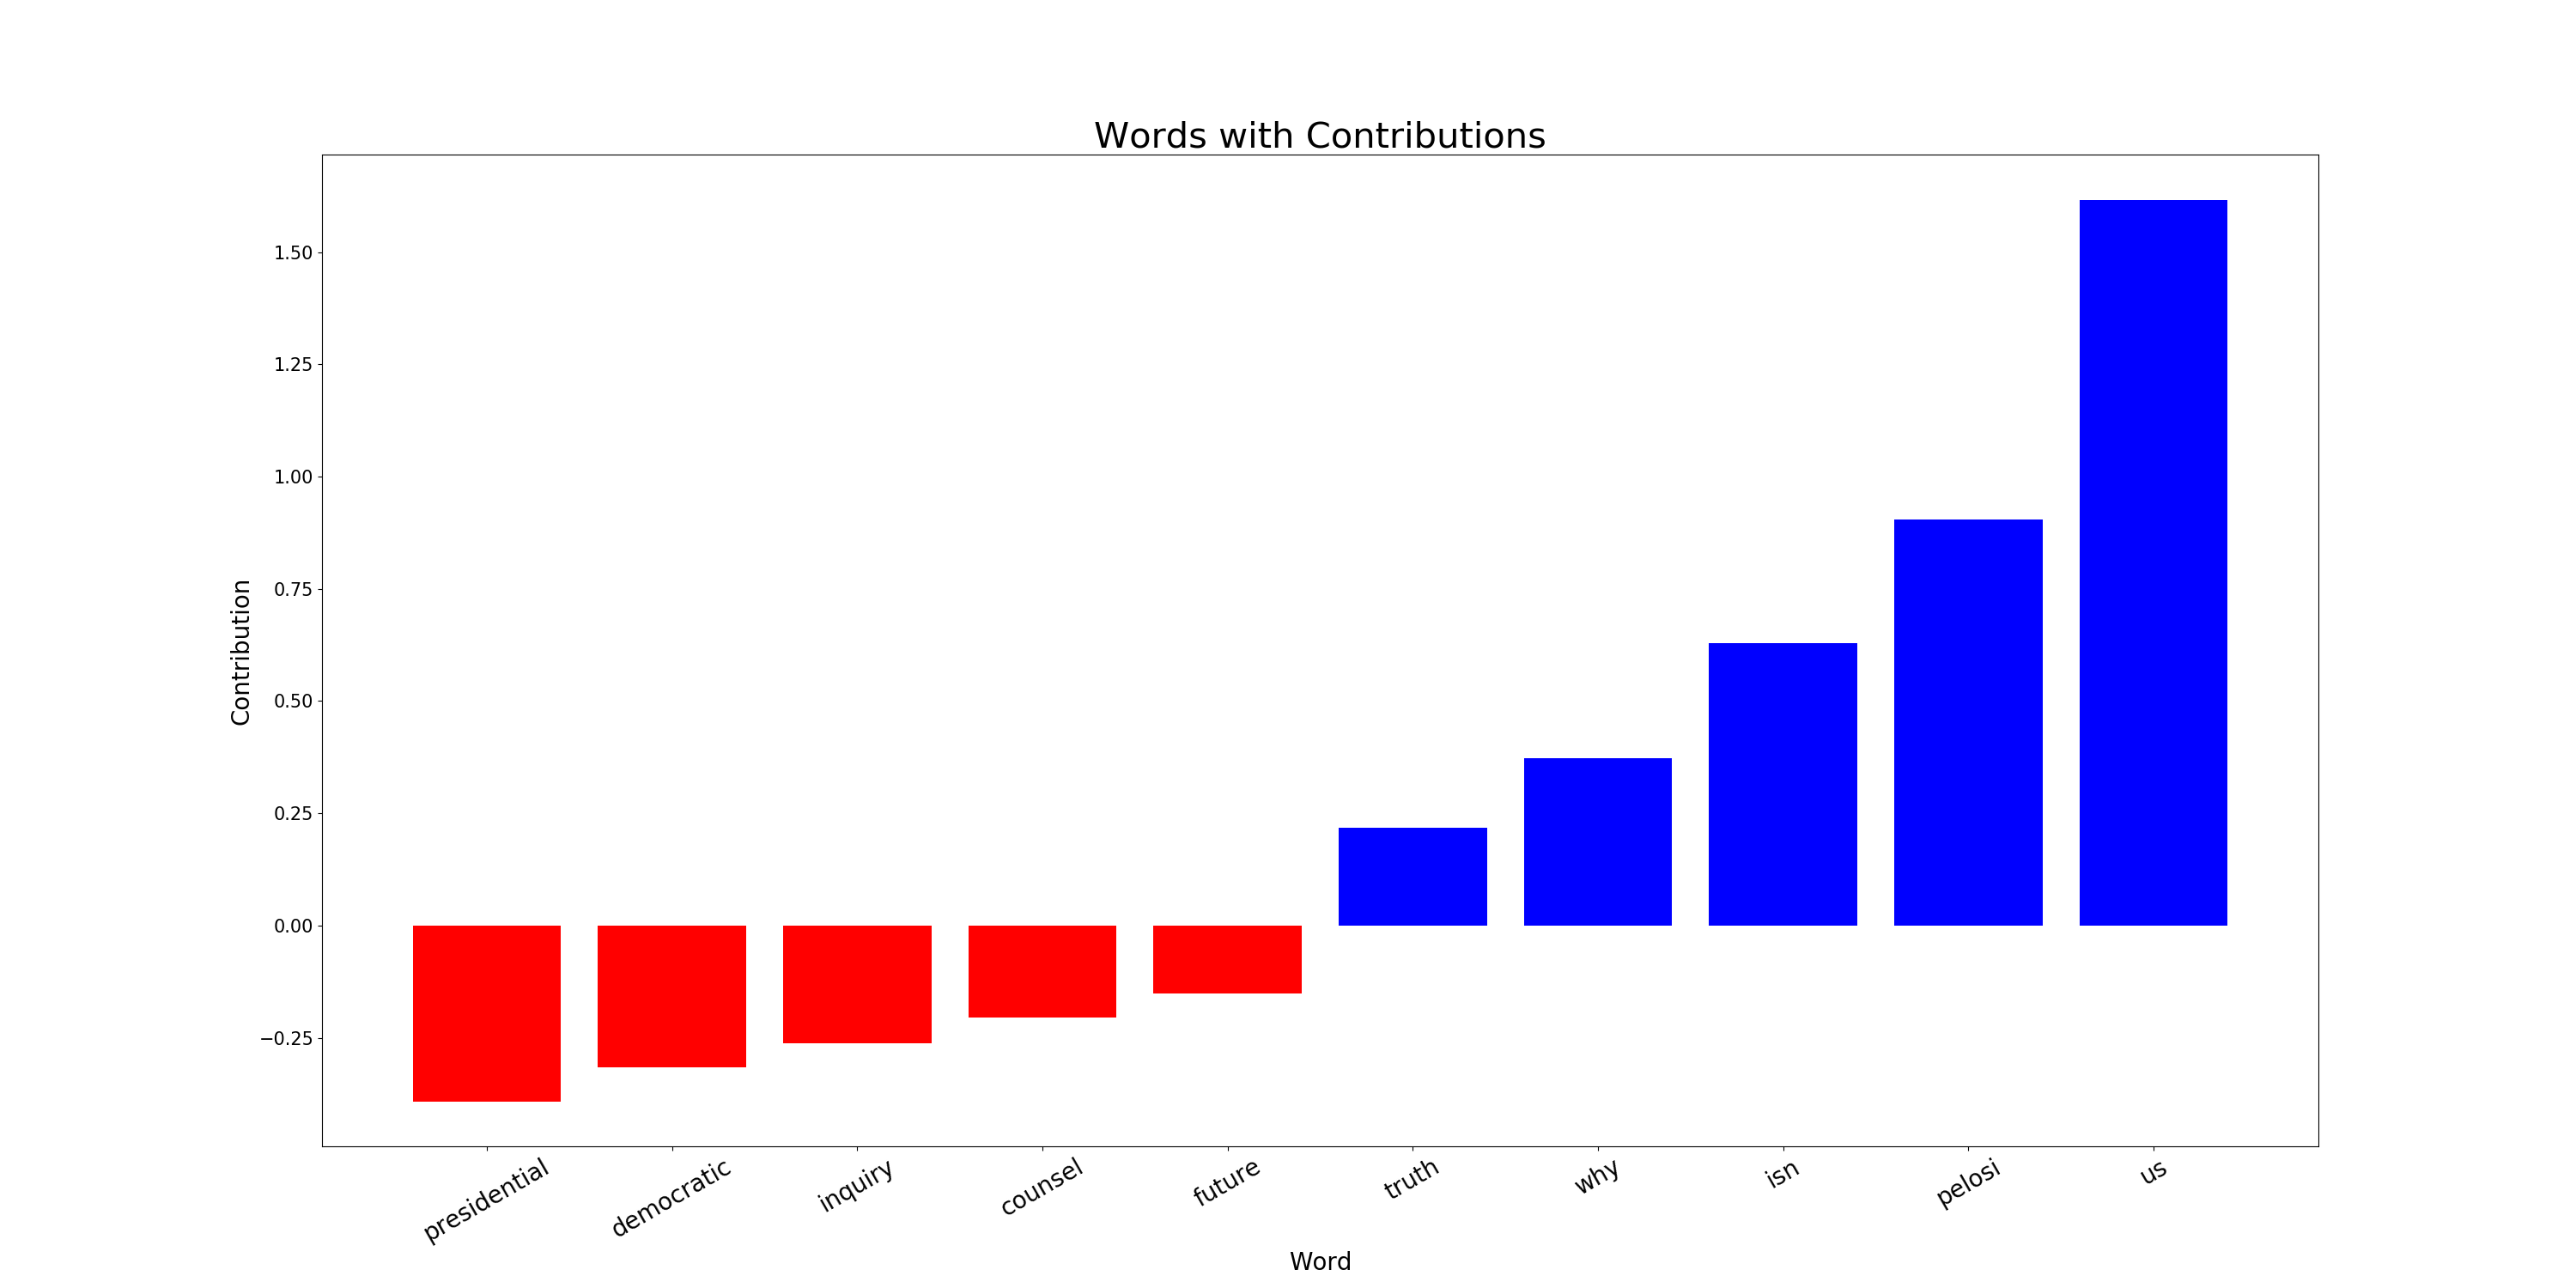 Words with Contributions
Contribution
1.50
1.25
1.00
0.75
0.50
0.25
0.00
−0.25
presidential
democratic
inquiry
counsel
future
truth
why
isn
pelosi
us
Word